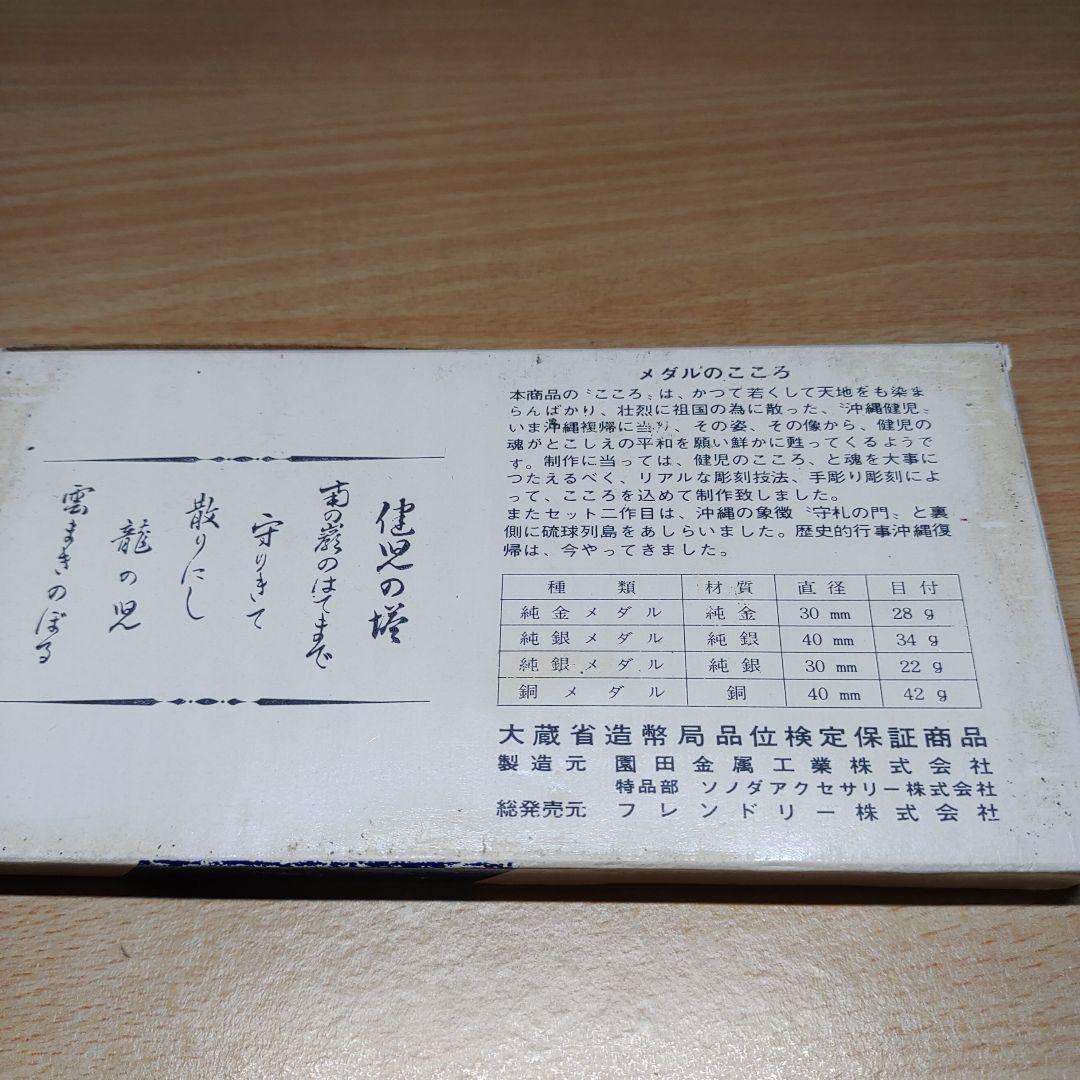 メダルのこころ
本商品の〝こころ〟は、かつて若くして天地をも染ま
らんばかり、壮烈に祖国の為に散った、〝沖縄健児〟
いま沖縄複帰に当り、その姿、その像から、健児の
魂がとこしえの平和を願い鮮かに甦ってくるようで
す。制作に当っては、健児のこころ、と魂を大事に
つたえるべく、リアルな彫刻技法、手彫り彫刻によ
って、こころを込めて制作致しました。
またセット二作目は、沖縄の象徴〝守札の門〟と裏
側に琉球列島をあしらいました。歴史的行事沖縄復
帰は、今やってきました。
種類 材質 直径 目付
純金メダル 純金 30 mm 28 g
純銀メダル 純銀 40 mm 34 g
純銀メダル 純銀 30 mm 22 g
銅メダル 銅 40 mm 42 g
大蔵省造幣局品位検定保証商品
製造元 園田金属工業株式会社
特品部 ソノダアクセサリー株式会社
総発売元 フレンドリー株式会社
健児の塔
南の巌のはてまで
守りきて
散りにし
龍の児
雲まきのぼる